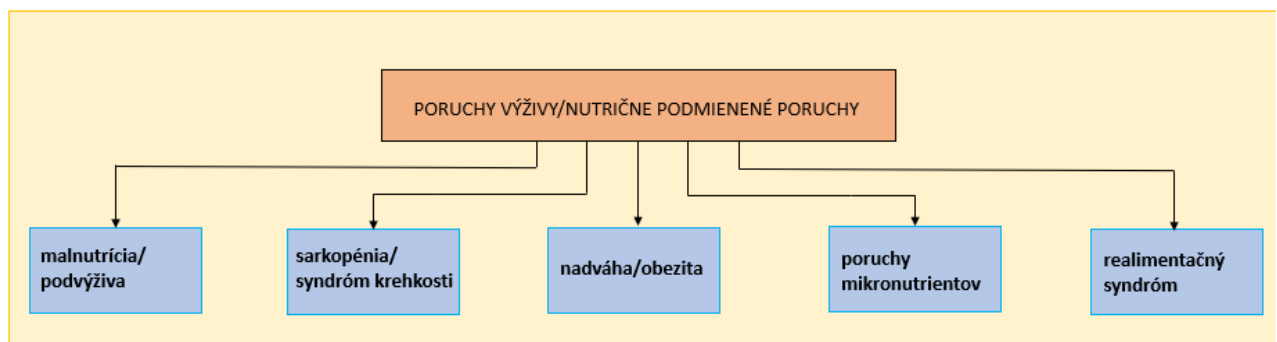 PORUCHY VÝŽIVY/NUTRIČNE PODMIENENÉ PORUCHY
malnutrícia/
podvýživa
sarkopénia/
syndróm krehkosti
nadváha/obezita
poruchy
mikronutrientov
realimentačný
syndróm